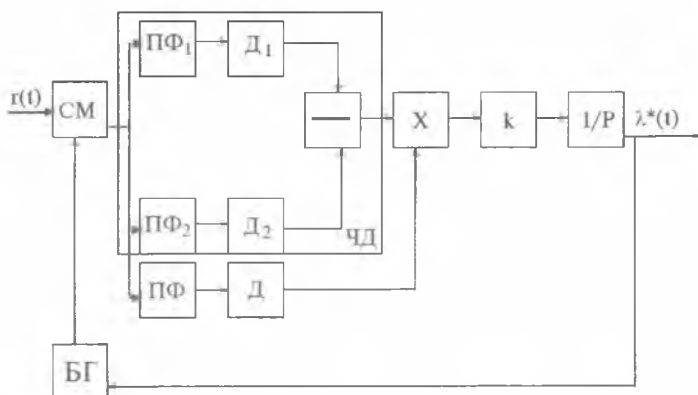 ПФ₁
Д₁
r(t)
СМ
—
X
k
1/P
λ*(t)
ПФ₂
Д₂
ЧД
ПФ
Д
БГ